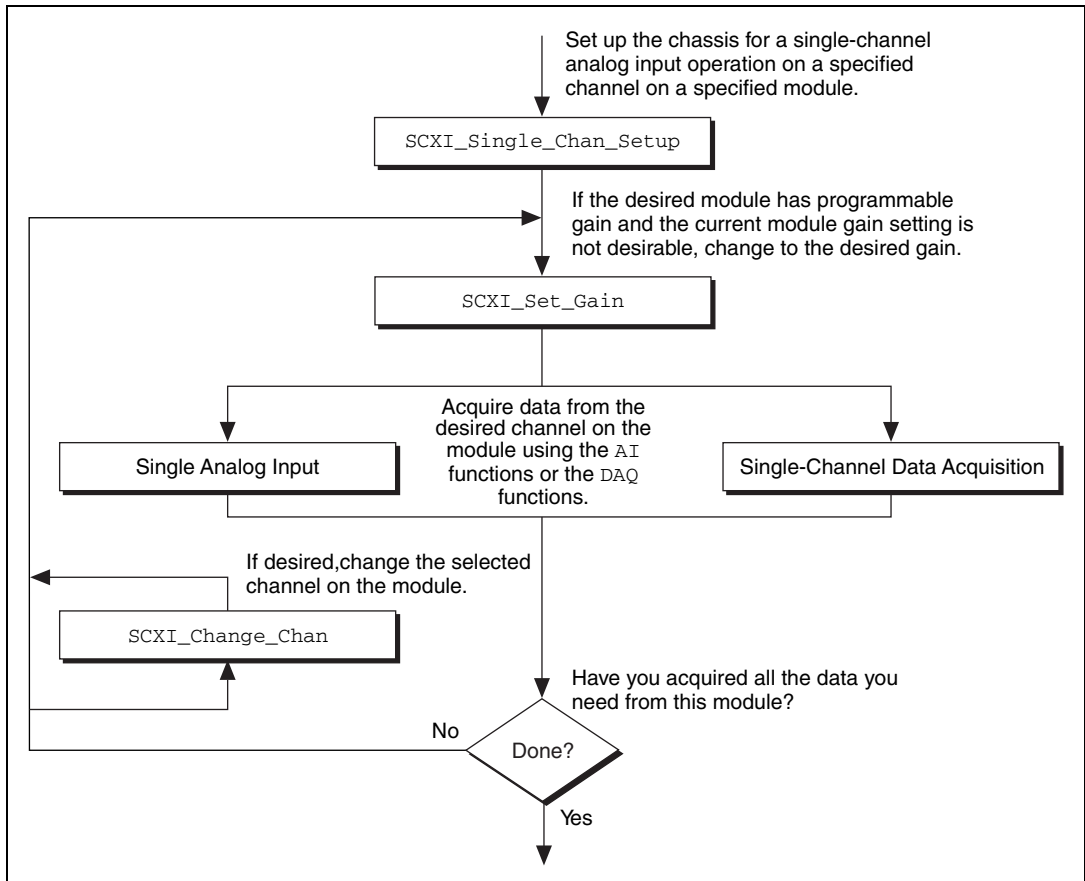 Set up the chassis for a single-channel
analog input operation on a specified
channel on a specified module.
SCXI_Single_Chan_Setup
If the desired module has programmable
gain and the current module gain setting is
not desirable, change to the desired gain.
SCXI_Set_Gain
Acquire data from the
desired channel on the
module using the AI
functions or the DAQ
functions.
Single Analog Input
Single-Channel Data Acquisition
If desired,change the selected
channel on the module.
SCXI_Change_Chan
Have you acquired all the data you
need from this module?
No
Done?
Yes